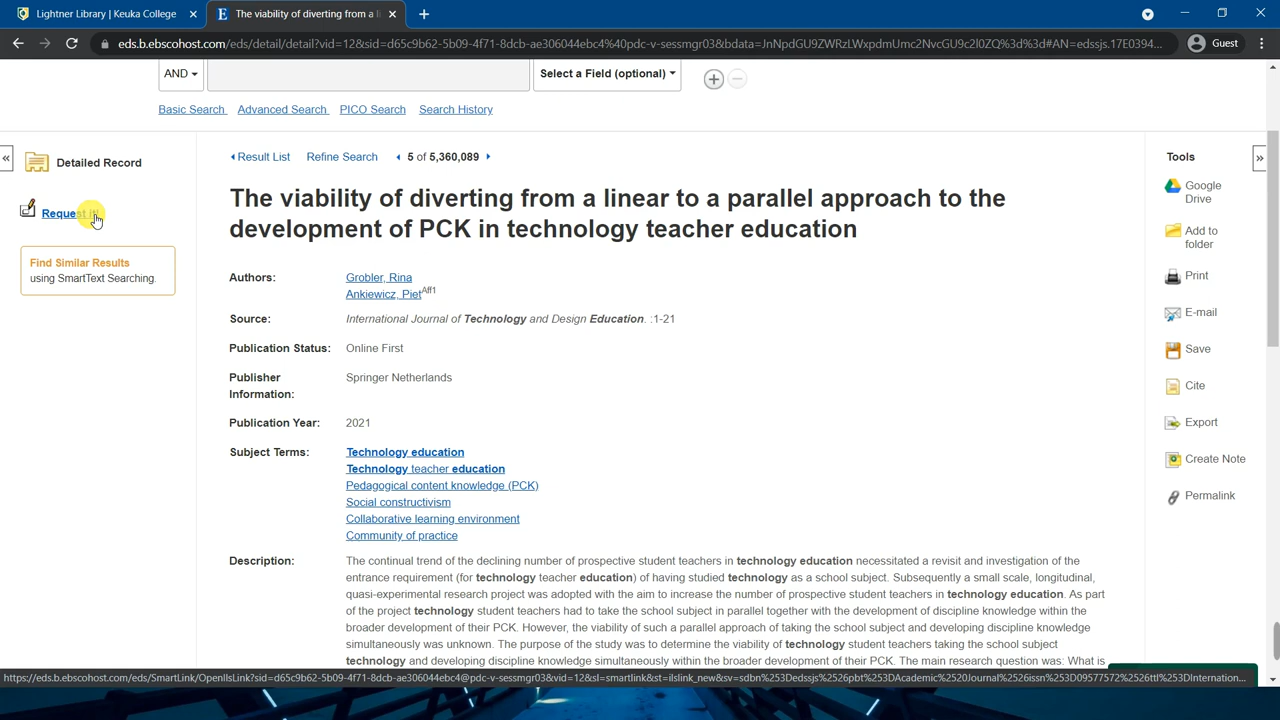 Lightner Library | Keuka College
The viability of diverting from a li
eds.b.ebscohost.com/eds/detail/detail?vid=12&sid=d65c9b62-5b09-4f71-8dcb-ae306044ebc4%40pdc-v-sessmgr03&bdata=JnNpdGU9ZWRzLWxpdmUmc2NvcGU9c2l0ZQ%3d%3d#AN=edssjs.17E0394...
Guest
AND
Select a Field (optional)
Basic Search Advanced Search PICO Search Search History
Detailed Record
Request
Find Similar Results
using SmartText Searching.
Result List Refine Search 5 of 5,360,089
The viability of diverting from a linear to a parallel approach to the
development of PCK in technology teacher education
Authors: Grobler, Rina
Ankiewicz, Piet Aff1
Source: International Journal of Technology and Design Education. :1-21
Publication Status: Online First
Publisher Information: Springer Netherlands
Publication Year: 2021
Subject Terms: Technology education
Technology teacher education
Pedagogical content knowledge (PCK)
Social constructivism
Collaborative learning environment
Community of practice
Description: The continual trend of the declining number of prospective student teachers in technology education necessitated a revisit and investigation of the
entrance requirement (for technology teacher education) of having studied technology as a school subject. Subsequently a small scale, longitudinal,
quasi-experimental research project was adopted with the aim to increase the number of prospective student teachers in technology education. As part
of the project technology student teachers had to take the school subject in parallel together with the development of discipline knowledge within the
broader development of their PCK. However, the viability of such a parallel approach of taking the school subject and developing discipline knowledge
simultaneously was unknown. The purpose of the study was to determine the viability of technology student teachers taking the school subject
technology and developing discipline knowledge simultaneously within the broader development of their PCK. The main research question was: What is
Tools
Google
Drive
Add to
folder
Print
E-mail
Save
Cite
Export
Create Note
Permalink
https://eds.b.ebscohost.com/eds/SmartLink/OpenIlsLink?sid=d65c9b62-5b09-4f71-8dcb-ae306044ebc4@pdc-v-sessmgr03&vid=12&sl=smartlink&st=ilslink_new&sv=sdbn%253Dedssjs%2526pbt%253DAcademic%2520Journal%2526issn%253D09577572%2526ttl%253DInternation...